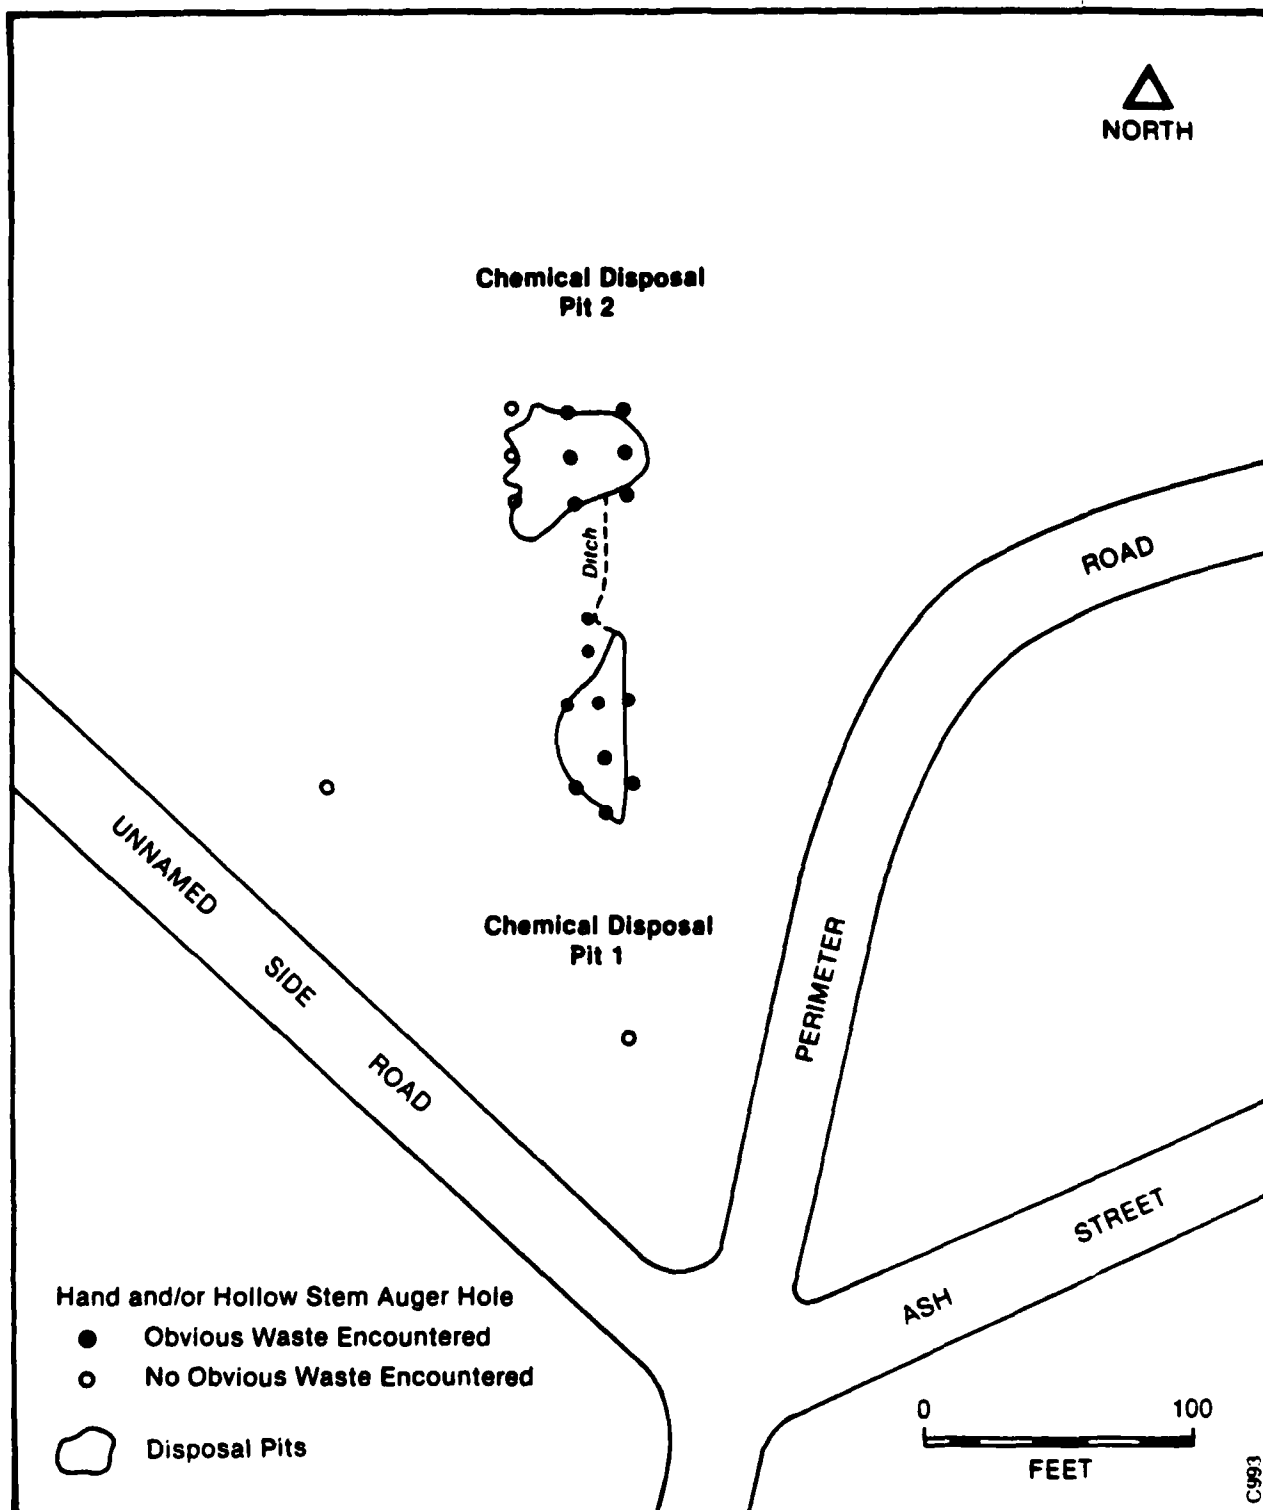 NORTH
Chemical Disposal
Pit 2
Ditch
ROAD
UNNAMED
SIDE
ROAD
Chemical Disposal
Pit 1
PERIMETER
STREET
ASH
Hand and/or Hollow Stem Auger Hole
Obvious Waste Encountered
No Obvious Waste Encountered
Disposal Pits
0 100
FEET
C993